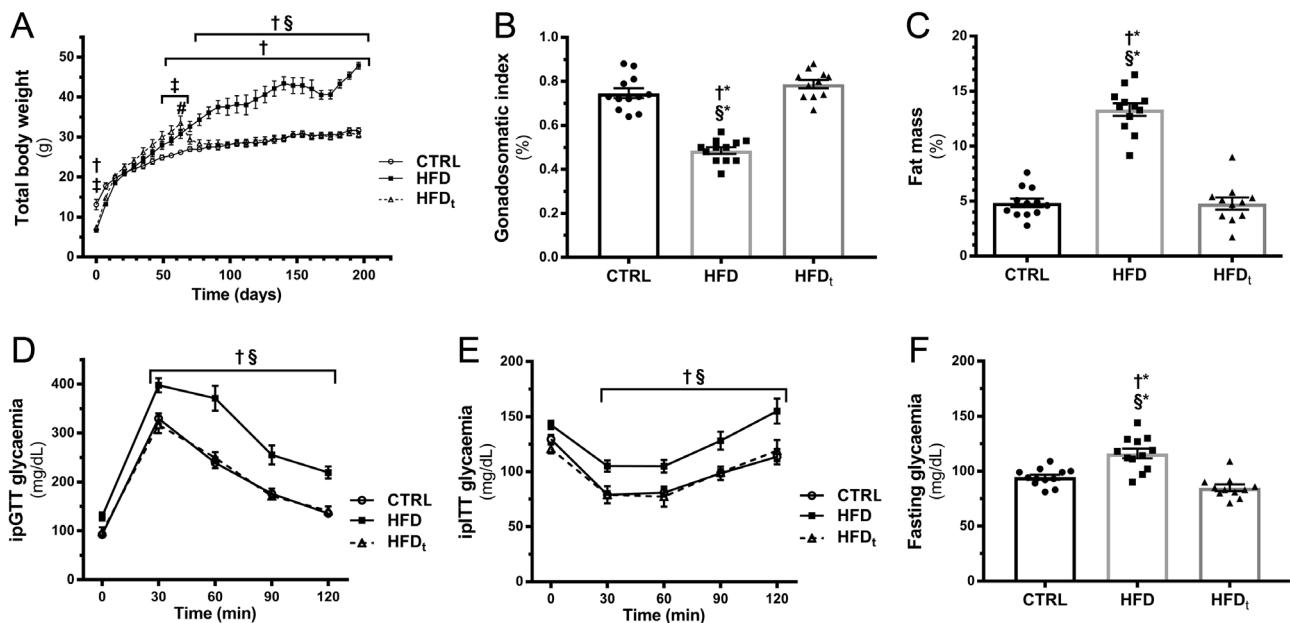 A
† §
†
‡
#
†
‡
Total body weight
(g)
60
50
40
30
20
10
0
0 50 100 150 200
Time (days)
CTRL
HFD
HFDt
B
Gonadosomatic index
(%)
1.0
0.8
0.6
0.4
0.2
0.0
†*
§*
CTRL HFD HFDt
C
Fat mass
(%)
20
15
10
5
0
†*
§*
CTRL HFD HFDt
D
† §
ipGTT glycaemia
(mg/dL)
400
300
200
100
0
0 30 60 90 120
Time (min)
CTRL
HFD
HFDt
E
† §
ipITT glycaemia
(mg/dL)
200
150
100
50
0
0 30 60 90 120
Time (min)
CTRL
HFD
HFDt
F
Fasting glycaemia
(mg/dL)
200
150
100
50
0
†*
§*
CTRL HFD HFDt